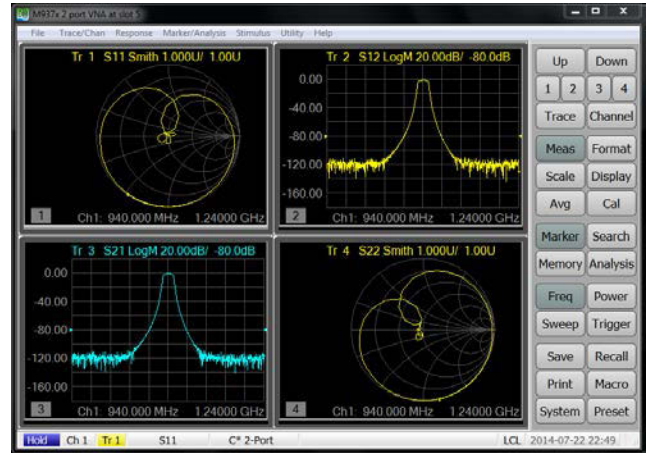 M937x 2 port VNA at slot 5
File Trace/Chan Response Marker/Analysis Stimulus Utility Help
Tr 1 S11 Smith 1.000U/ 1.00U
1 Ch1: 940.000 MHz 1.24000 GHz
Tr 2 S12 LogM 20.00dB/ -80.0dB
0.00
-40.00
-80.00
-120.00
-160.00
2 Ch1: 940.000 MHz 1.24000 GHz
Tr 3 S21 LogM 20.00dB/ -80.0dB
0.00
-40.00
-80.00
-120.00
-160.00
3 Ch1: 940.000 MHz 1.24000 GHz
Tr 4 S22 Smith 1.000U/ 1.00U
4 Ch1: 940.000 MHz 1.24000 GHz
Up Down
1 2 3 4
Trace Channel
Meas Format
Scale Display
Avg Cal
Marker Search
Memory Analysis
Freq Power
Sweep Trigger
Save Recall
Print Macro
System Preset
Hold Ch 1 Tr 1 S11 C* 2-Port LCL 2014-07-22 22:49